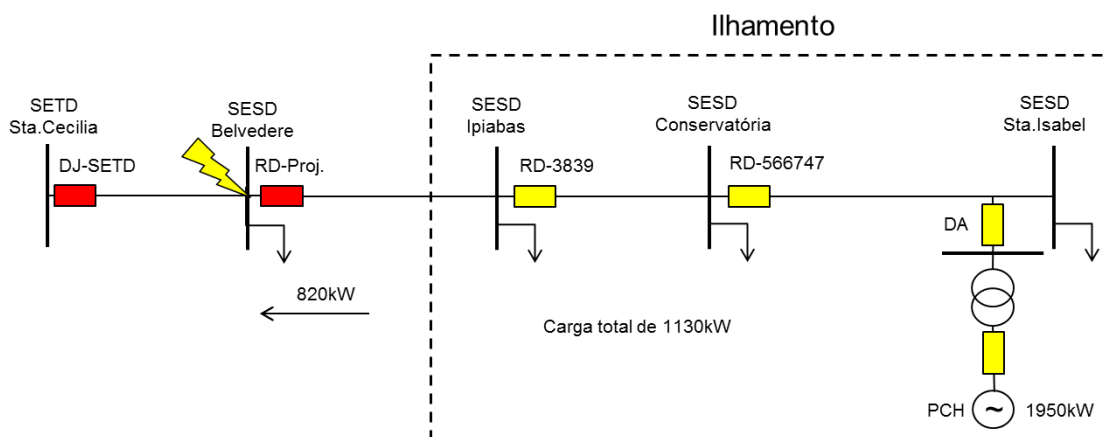 Ilhamento
SETD
Sta.Cecilia
SESD
Belvedere
SESD
Ipiabas
SESD
Conservatória
SESD
Sta.Isabel
DJ-SETD
RD-Proj.
RD-3839
RD-566747
DA
820kW
Carga total de 1130kW
PCH
~
1950kW